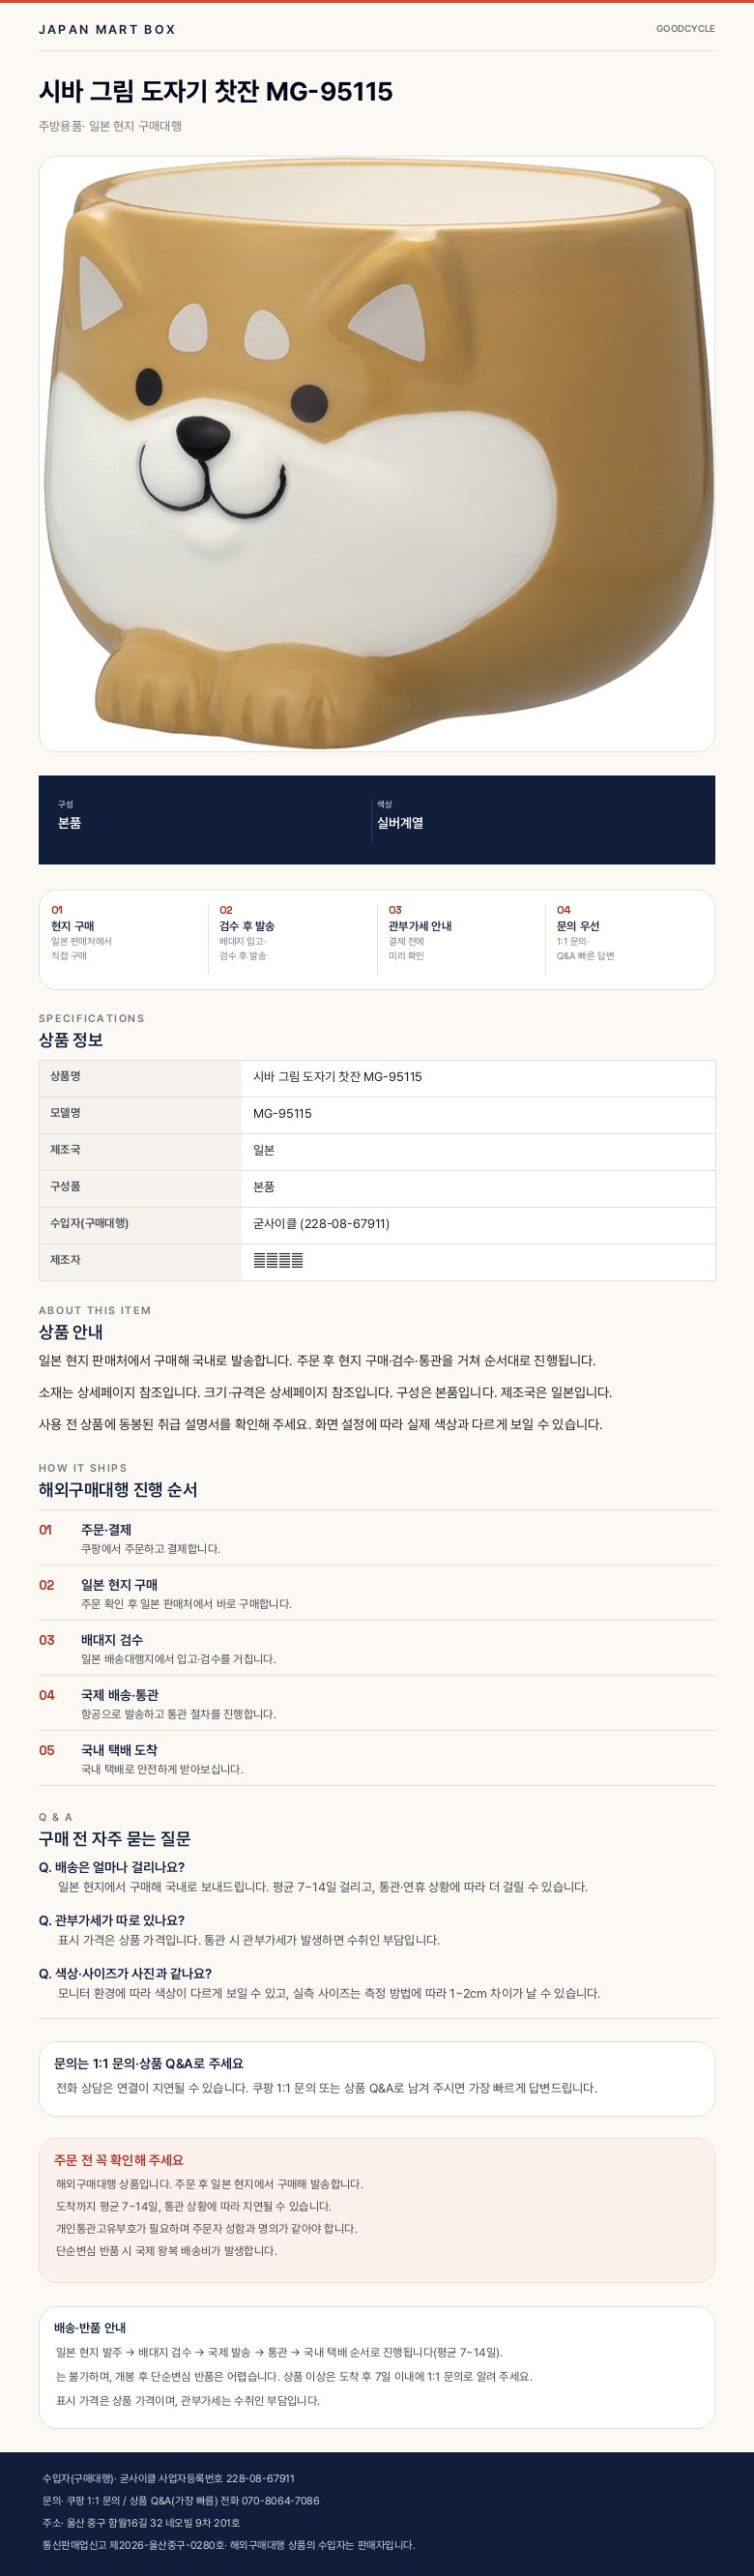 JAPAN MART BOX
GOODCYCLE
시바 그림 도자기 찻잔 MG-95115
주방용품· 일본 현지 구매대행
구성
본품
색상
실버계열
01
현지 구매
일본 판매처에서
직접 구매
02
검수 후 발송
배대지 입고·
검수 후 발송
03
관부가세 안내
결제 전에
미리 확인
04
문의 우선
1:1 문의·
Q&A 빠른 답변
SPECIFICATIONS
상품 정보
상품명 시바 그림 도자기 찻잔 MG-95115
모델명 MG-95115
제조국 일본
구성품 본품
수입자(구매대행) 굳사이클 (228-08-67911)
제조자
ABOUT THIS ITEM
상품 안내
일본 현지 판매처에서 구매해 국내로 발송합니다. 주문 후 현지 구매·검수·통관을 거쳐 순서대로 진행됩니다.
소재는 상세페이지 참조입니다. 크기·규격은 상세페이지 참조입니다. 구성은 본품입니다. 제조국은 일본입니다.
사용 전 상품에 동봉된 취급 설명서를 확인해 주세요. 화면 설정에 따라 실제 색상과 다르게 보일 수 있습니다.
HOW IT SHIPS
해외구매대행 진행 순서
01 주문·결제
쿠팡에서 주문하고 결제합니다.
02 일본 현지 구매
주문 확인 후 일본 판매처에서 바로 구매합니다.
03 배대지 검수
일본 배송대행지에서 입고·검수를 거칩니다.
04 국제 배송·통관
항공으로 발송하고 통관 절차를 진행합니다.
05 국내 택배 도착
국내 택배로 안전하게 받아보십니다.
Q & A
구매 전 자주 묻는 질문
Q. 배송은 얼마나 걸리나요?
일본 현지에서 구매해 국내로 보내드립니다. 평균 7~14일 걸리고, 통관·연휴 상황에 따라 더 걸릴 수 있습니다.
Q. 관부가세가 따로 있나요?
표시 가격은 상품 가격입니다. 통관 시 관부가세가 발생하면 수취인 부담입니다.
Q. 색상·사이즈가 사진과 같나요?
모니터 환경에 따라 색상이 다르게 보일 수 있고, 실측 사이즈는 측정 방법에 따라 1~2cm 차이가 날 수 있습니다.
문의는 1:1 문의·상품 Q&A로 주세요
전화 상담은 연결이 지연될 수 있습니다. 쿠팡 1:1 문의 또는 상품 Q&A로 남겨 주시면 가장 빠르게 답변드립니다.
주문 전 꼭 확인해 주세요
해외구매대행 상품입니다. 주문 후 일본 현지에서 구매해 발송합니다.
도착까지 평균 7~14일, 통관 상황에 따라 지연될 수 있습니다.
개인통관고유부호가 필요하며 주문자 성함과 명의가 같아야 합니다.
단순변심 반품 시 국제 왕복 배송비가 발생합니다.
배송·반품 안내
일본 현지 발주 → 배대지 검수 → 국제 발송 → 통관 → 국내 택배 순서로 진행됩니다(평균 7~14일).
는 불가하며, 개봉 후 단순변심 반품은 어렵습니다. 상품 이상은 도착 후 7일 이내에 1:1 문의로 알려 주세요.
표시 가격은 상품 가격이며, 관부가세는 수취인 부담입니다.
수입자(구매대행)· 굳사이클 사업자등록번호 228-08-67911
문의· 쿠팡 1:1 문의 / 상품 Q&A(가장 빠름) 전화 070-8064-7086
주소· 울산 중구 함월16길 32 네오빌 9차 201호
통신판매업신고 제2026-울산중구-0280호· 해외구매대행 상품의 수입자는 판매자입니다.